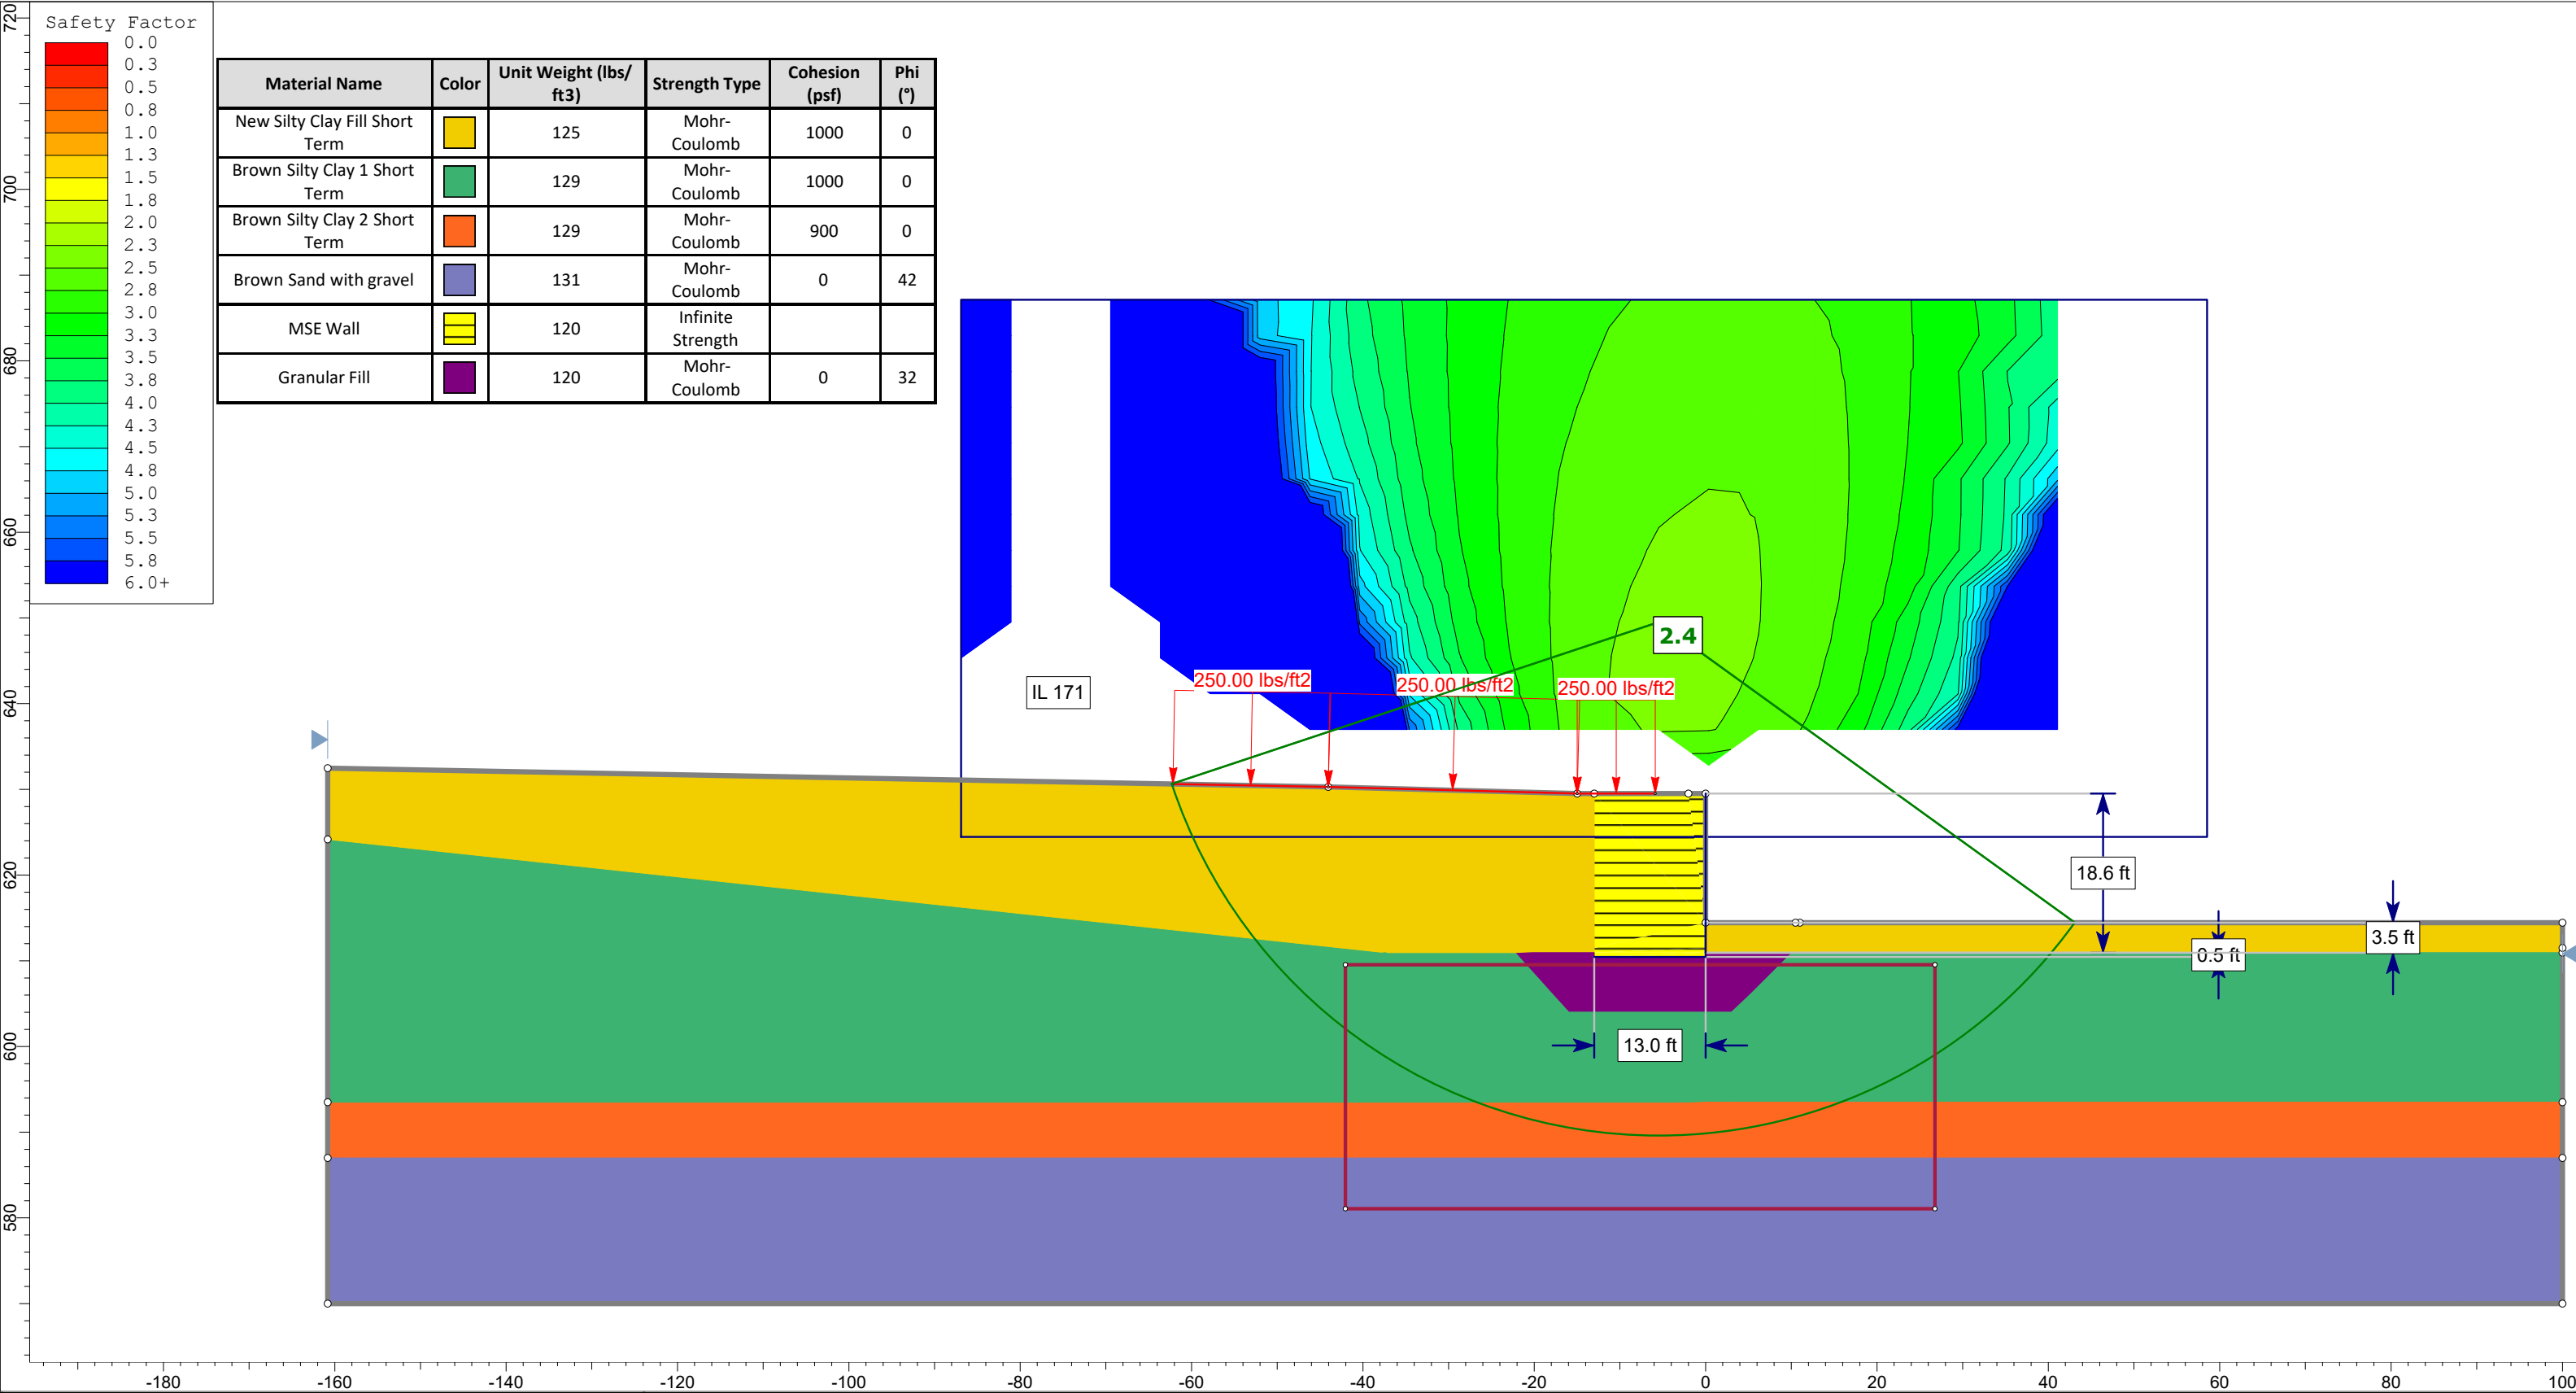 Safety Factor
0.0
0.3
0.5
0.8
1.0
1.3
1.5
1.8
2.0
2.3
2.5
2.8
3.0
3.3
3.5
3.8
4.0
4.3
4.5
4.8
5.0
5.3
5.5
5.8
6.0+
Material Name Color Unit Weight (lbs/ft3) Strength Type Cohesion (psf) Phi (°)
New Silty Clay Fill Short Term 125 Mohr-Coulomb 1000 0
Brown Silty Clay 1 Short Term 129 Mohr-Coulomb 1000 0
Brown Silty Clay 2 Short Term 129 Mohr-Coulomb 900 0
Brown Sand with gravel 131 Mohr-Coulomb 0 42
MSE Wall 120 Infinite Strength
Granular Fill 120 Mohr-Coulomb 0 32
2.4
IL 171
250.00 lbs/ft2
250.00 lbs/ft2
250.00 lbs/ft2
18.6 ft
3.5 ft
0.5 ft
13.0 ft
720
700
680
660
640
620
600
580
-180 -160 -140 -120 -100 -80 -60 -40 -20 0 20 40 60 80 100